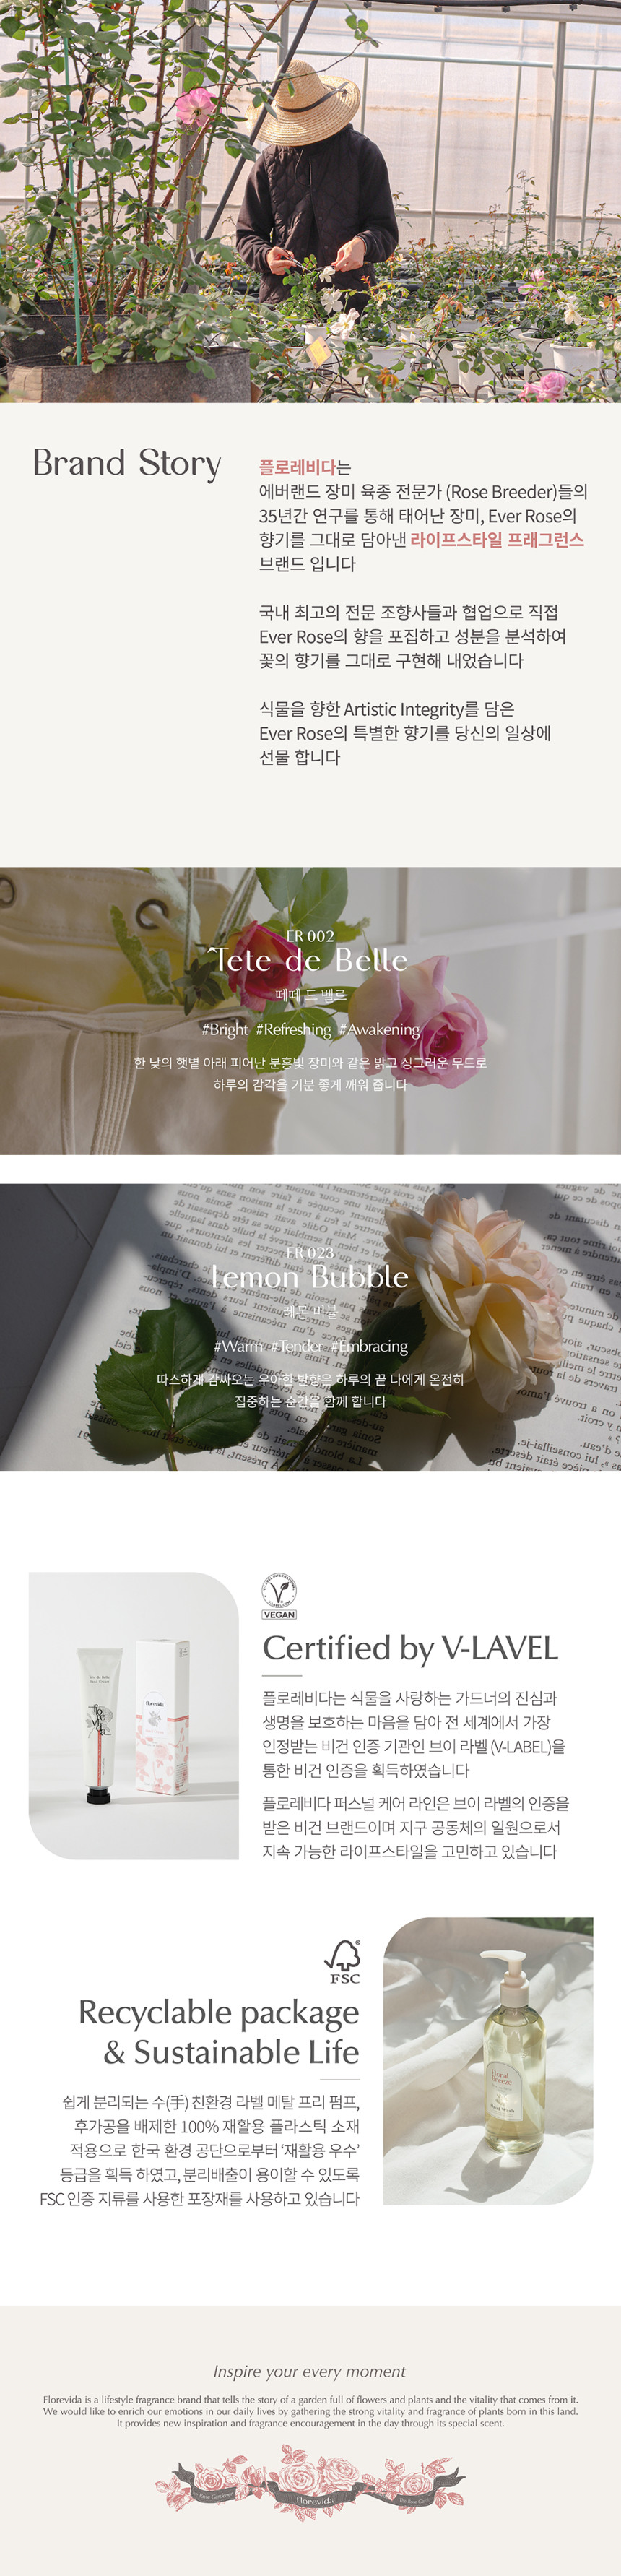 Brand Story
플로레비다는
에버랜드 장미 육종 전문가 (Rose Breeder)들의
35년간 연구를 통해 태어난 장미, Ever Rose의
향기를 그대로 담아낸 라이프스타일 프래그런스
브랜드 입니다
국내 최고의 전문 조향사들과 협업으로 직접
Ever Rose의 향을 포집하고 성분을 분석하여
꽃의 향기를 그대로 구현해 내었습니다
식물을 향한 Artistic Integrity를 담은
Ever Rose의 특별한 향기를 당신의 일상에
선물 합니다
ER 002
Tete de Belle
떼떼 드 벨르
#Bright #Refreshing #Awakening
한 낮의 햇볕 아래 피어난 분홍빛 장미와 같은 밝고 싱그러운 무드로
하루의 감각을 기분 좋게 깨워 줍니다
ER 023
Lemon Bubble
레몬 버블
#Warm #Tender #Embracing
따스하게 감싸오는 우아한 방향은 하루의 끝 나에게 온전히
집중하는 순간을 함께 합니다
VEGAN
Certified by V-LAVEL
플로레비다는 식물을 사랑하는 가드너의 진심과
생명을 보호하는 마음을 담아 전 세계에서 가장
인정받는 비건 인증 기관인 브이 라벨 (V-LABEL)을
통한 비건 인증을 획득하였습니다
플로레비다 퍼스널 케어 라인은 브이 라벨의 인증을
받은 비건 브랜드이며 지구 공동체의 일원으로서
지속 가능한 라이프스타일을 고민하고 있습니다
FSC
Recyclable package
& Sustainable Life
쉽게 분리되는 수(手) 친환경 라벨 메탈 프리 펌프,
후가공을 배제한 100% 재활용 플라스틱 소재
적용으로 한국 환경 공단으로부터 ‘재활용 우수’
등급을 획득 하였고, 분리배출이 용이할 수 있도록
FSC 인증 지류를 사용한 포장재를 사용하고 있습니다
Floral
Breeze
Inspire your every moment
Florevida is a lifestyle fragrance brand that tells the story of a garden full of flowers and plants and the vitality that comes from it.
We would like to enrich our emotions in our daily lives by gathering the strong vitality and fragrance of plants born in this land.
It provides new inspiration and fragrance encouragement in the day through its special scent.
florevida